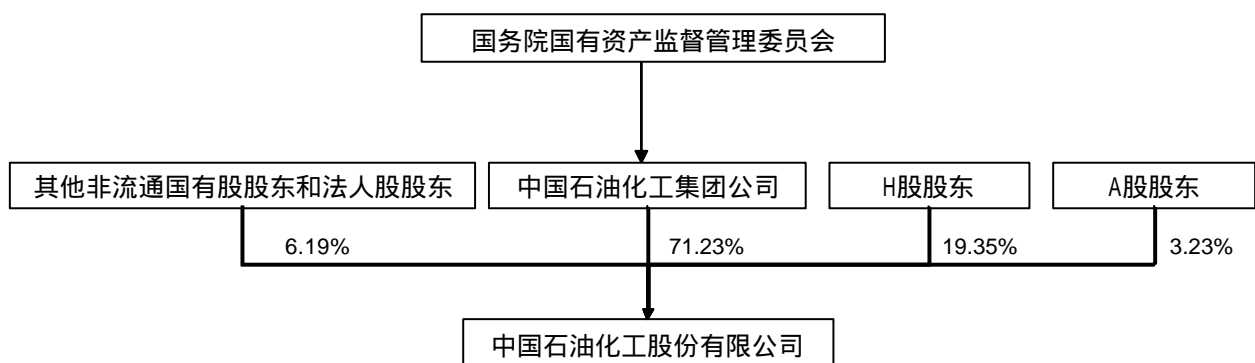 国务院国有资产监督管理委员会
其他非流通国有股股东和法人股股东
中国石油化工集团公司
H股股东
A股股东
6.19%
71.23%
19.35%
3.23%
中国石油化工股份有限公司